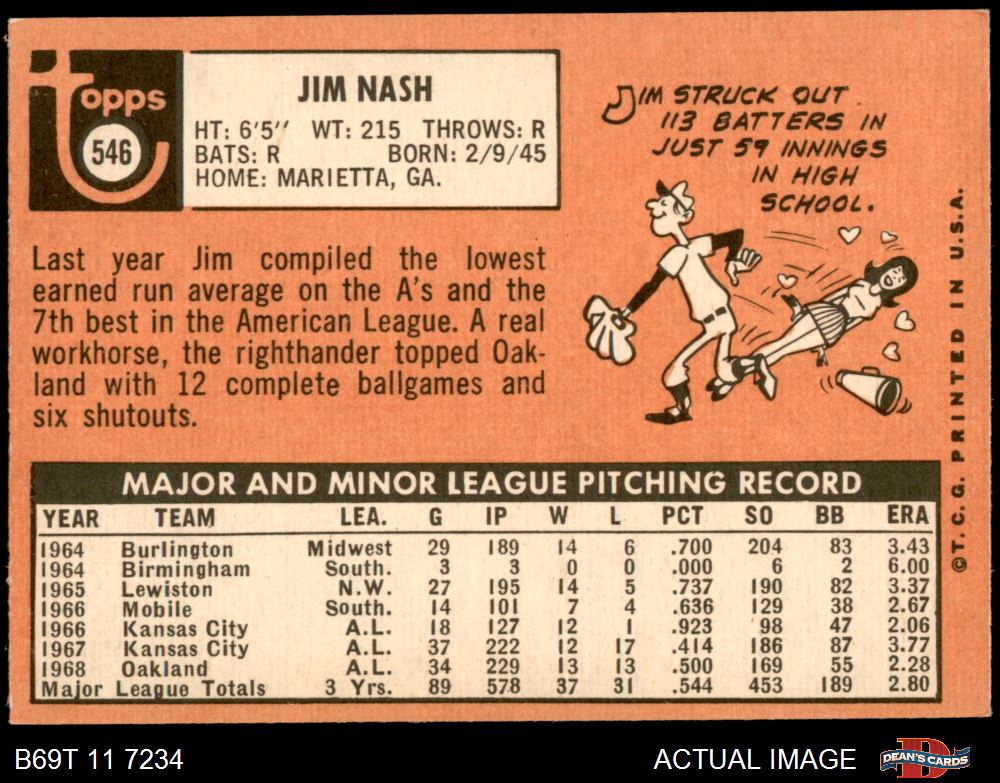 Topps
546
JIM NASH
HT: 6'5" WT: 215 THROWS: R
BATS: R BORN: 2/9/45
HOME: MARIETTA, GA.
JIM STRUCK OUT
113 BATTERS IN
JUST 59 INNINGS
IN HIGH
SCHOOL.
Last year Jim compiled the lowest
earned run average on the A's and the
7th best in the American League. A real
workhorse, the righthander topped Oak-
land with 12 complete ballgames and
six shutouts.
MAJOR AND MINOR LEAGUE PITCHING RECORD
YEAR TEAM LEA. G IP W L PCT SO BB ERA
1964 Burlington Midwest 29 189 14 6 .700 204 83 3.43
1964 Birmingham South. 3 3 0 0 .000 6 2 6.00
1965 Lewiston N.W. 27 195 14 5 .737 190 82 3.37
1966 Mobile South. 14 101 7 4 .636 129 38 2.67
1966 Kansas City A.L. 18 127 12 1 .923 98 47 2.06
1967 Kansas City A.L. 37 222 12 17 .414 186 87 3.77
1968 Oakland A.L. 34 229 13 13 .500 169 55 2.28
Major League Totals 3 Yrs. 89 578 37 31 .544 453 189 2.80
©T.C.G. PRINTED IN U.S.A.
B69T 11 7234
ACTUAL IMAGE
DEAN'S CARDS